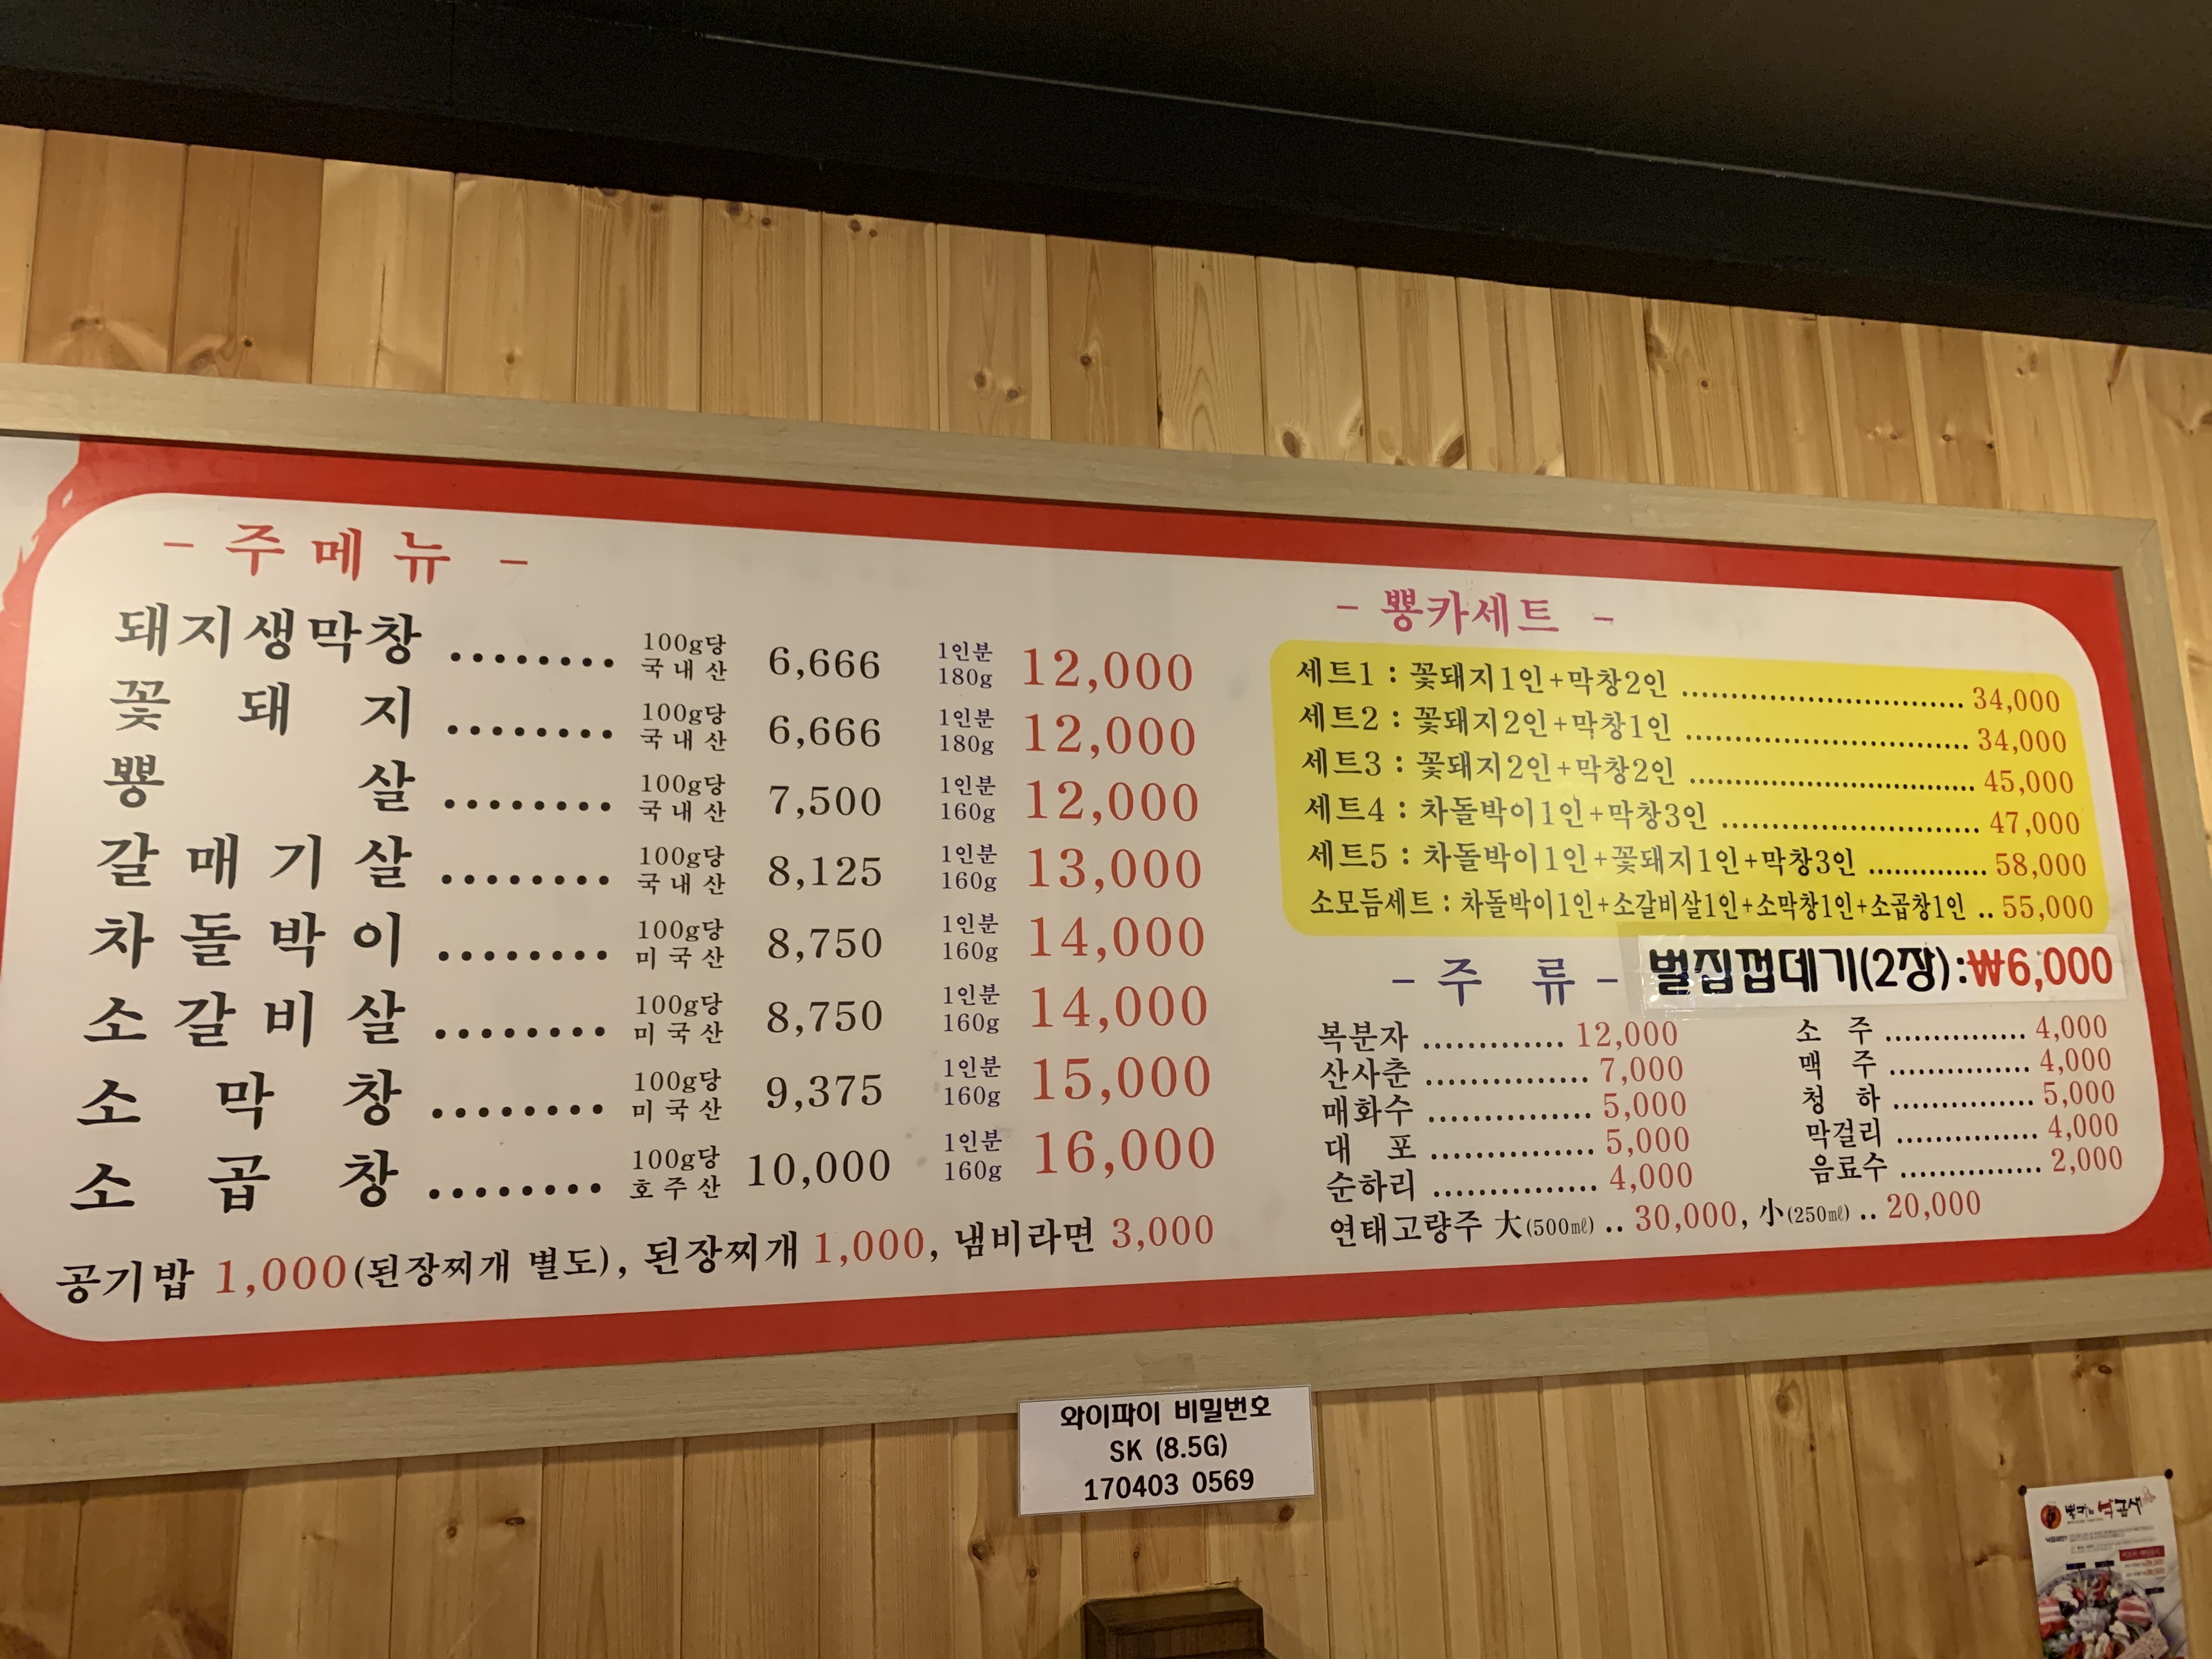 - 주메뉴 -
돼지생막창 ........ 100g당 국내산 6,666 1인분 180g 12,000
꽃돼지 ........ 100g당 국내산 6,666 1인분 180g 12,000
뿅살 ........ 100g당 국내산 7,500 1인분 160g 12,000
갈매기살 ........ 100g당 국내산 8,125 1인분 160g 13,000
차돌박이 ........ 100g당 미국산 8,750 1인분 160g 14,000
소갈비살 ........ 100g당 미국산 8,750 1인분 160g 14,000
소막창 ........ 100g당 미국산 9,375 1인분 160g 15,000
소곱창 ........ 100g당 호주산 10,000 1인분 160g 16,000
공기밥 1,000(된장찌개 별도), 된장찌개 1,000, 냄비라면 3,000
- 뿅카세트 -
세트1 : 꽃돼지1인+막창2인 ........ 34,000
세트2 : 꽃돼지2인+막창1인 ........ 34,000
세트3 : 꽃돼지2인+막창2인 ........ 45,000
세트4 : 차돌박이1인+막창3인 ........ 47,000
세트5 : 차돌박이1인+꽃돼지1인+막창3인 ........ 58,000
소모듬세트 : 차돌박이1인+소갈비살1인+소막창1인+소곱창1인 .. 55,000
벌집껍데기(2장):₩6,000
- 주 류 -
복분자 ............. 12,000
산사춘 ............... 7,000
매화수 ............... 5,000
대 포 ............... 5,000
순하리 ............... 4,000
소 주 ............... 4,000
맥 주 ............... 4,000
청 하 ............... 5,000
막걸리 ............... 4,000
음료수 ............... 2,000
연태고량주 大(500㎖) .. 30,000, 小(250㎖) .. 20,000
와이파이 비밀번호
SK (8.5G)
170403 0569